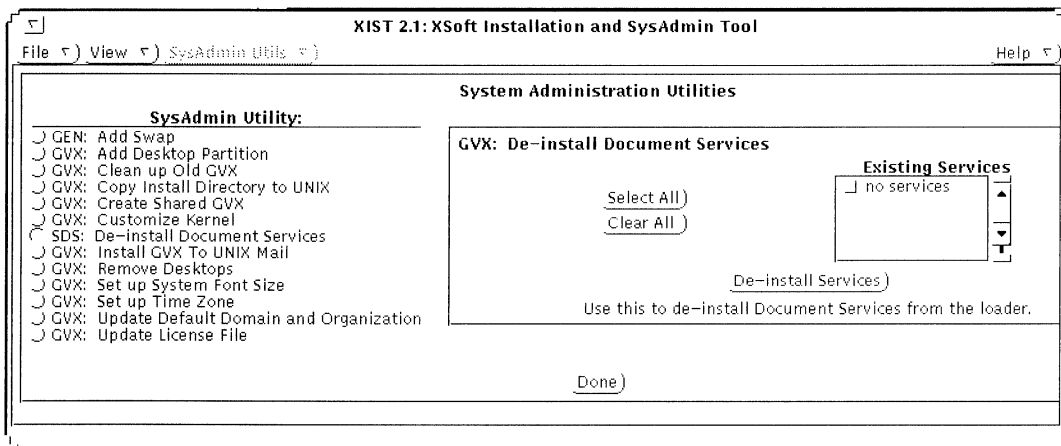 XIST 2.1: XSoft Installation and SysAdmin Tool
File View SysAdmin Utils Help
System Administration Utilities
SysAdmin Utility:
GEN: Add Swap
GVX: Add Desktop Partition
GVX: Clean up Old GVX
GVX: Copy Install Directory to UNIX
GVX: Create Shared GVX
GVX: Customize Kernel
SDS: De-install Document Services
GVX: Install GVX To UNIX Mail
GVX: Remove Desktops
GVX: Set up System Font Size
GVX: Set up Time Zone
GVX: Update Default Domain and Organization
GVX: Update License File
GVX: De-install Document Services
Existing Services
no services
Select All
Clear All
De-install Services
Use this to de-install Document Services from the loader.
Done